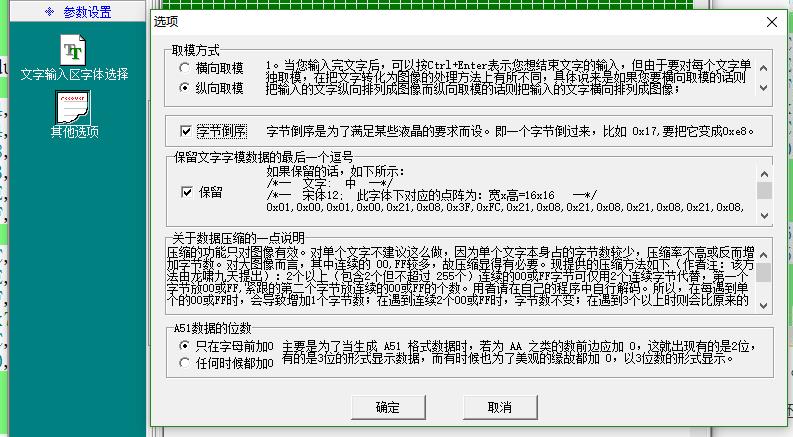 参数设置
文字输入区字体选择
其他选项
选项
取模方式
横向取模
纵向取模
1。当您输入完文字后，可以按Ctrl+Enter表示您想结束文字的输入，但由于要对每个文字单
独取模，在把文字转化为图像的处理方法上有所不同，具体说来是如果您要横向取模的话则
把输入的文字纵向排列成图像而纵向取模的话则把输入的文字横向排列成图像；
字节倒序
字节倒序是为了满足某些液晶的要求而设。即一个字节倒过来，比如 0x17,要把它变成0xe8。
保留文字字模数据的最后一个逗号
保留
如果保留的话，如下所示：
/*—  文字:  中  —*/
/*—  宋体12;  此字体下对应的点阵为：宽x高=16x16   —*/
0x01,0x00,0x01,0x00,0x21,0x08,0x3F,0xFC,0x21,0x08,0x21,0x08,0x21,0x08,0x21,0x08,
关于数据压缩的一点说明
压缩的功能只对图像有效。对单个文字不建议这么做，因为单个文字本身占的字节数较少，压缩率不高或反而增
加字节数。对大图像而言，其中连续的 00,FF较多，故压缩显得有必要。现提供的压缩方法如下（作者注：该方
法由龙啸九天提出）：2个以上（包含2个但不超过 255个）连续的00或FF字节可仅用2个连续字节代替，第一个
字节放00或FF,紧跟的第二个字节放连续的00或FF的个数。用者请在自己的程序中自行解码。所以，在每遇到单
个的00或FF时，会导致增加1个字节数；在遇到连续2个00或FF时，字节数不变；在遇到3个以上时则会比原来的
A51数据的位数
只在字母前加0
任何时候都加0
主要是为了当生成 A51 格式数据时，若为 AA 之类的数前边应加 0，这就出现有的是2位，
有的是3位的形式显示数据，而有时候也为了美观的缘故都加 0，以3位数的形式显示。
确定
取消